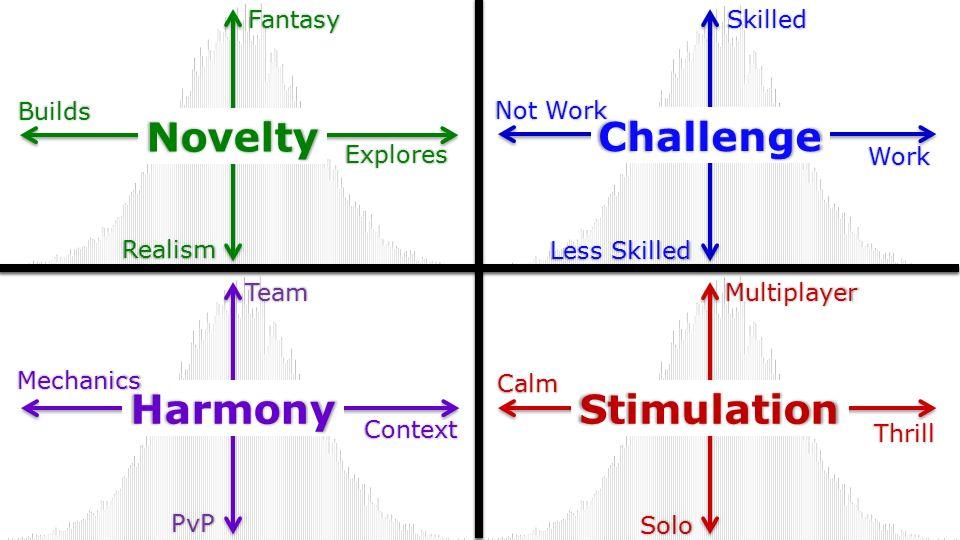 Fantasy
Builds
Novelty
Explores
Realism
Skilled
Not Work
Challenge
Work
Less Skilled
Team
Mechanics
Harmony
Context
PvP
Multiplayer
Calm
Stimulation
Thrill
Solo